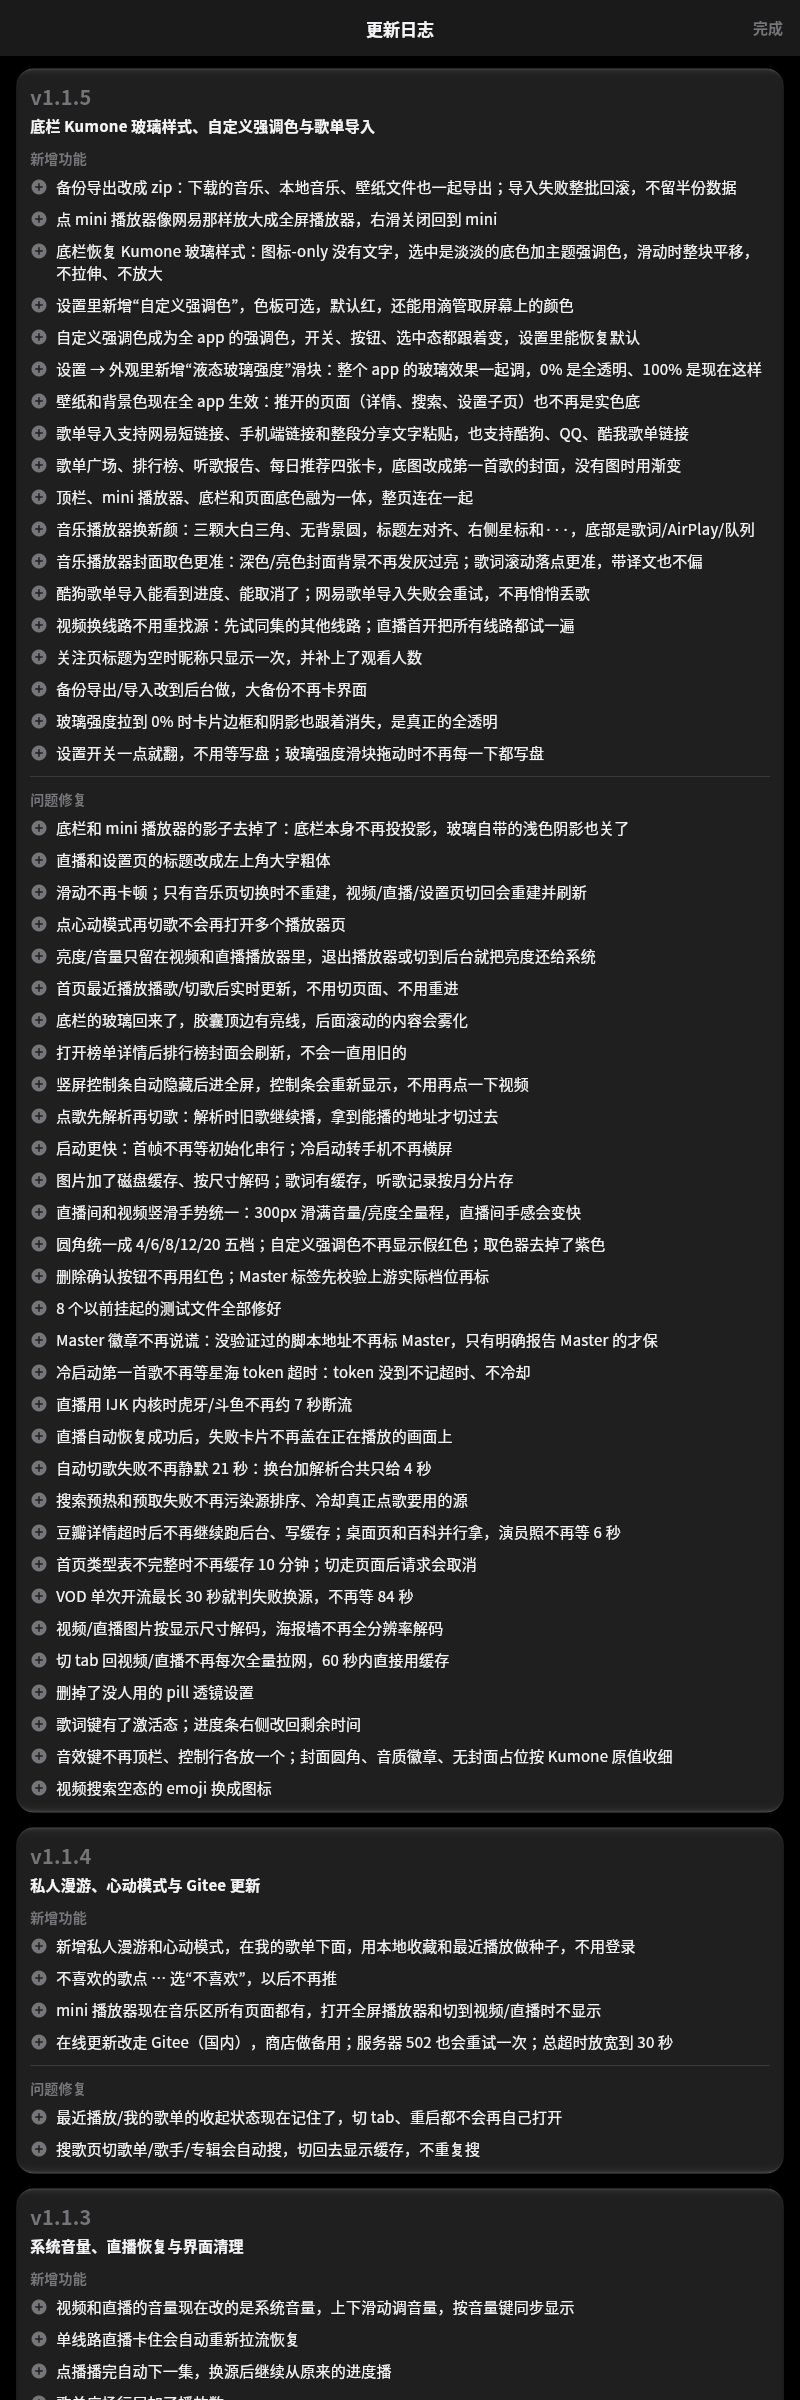 更新日志
完成
v1.1.5
底栏 Kumone 玻璃样式、自定义强调色与歌单导入
新增功能
备份导出改成 zip：下载的音乐、本地音乐、壁纸文件也一起导出；导入失败整批回滚，不留半份数据
点 mini 播放器像网易那样放大成全屏播放器，右滑关闭回到 mini
底栏恢复 Kumone 玻璃样式：图标-only 没有文字，选中是淡淡的底色加主题强调色，滑动时整块平移，
不拉伸、不放大
设置里新增“自定义强调色”，色板可选，默认红，还能用滴管取屏幕上的颜色
自定义强调色成为全 app 的强调色，开关、按钮、选中态都跟着变，设置里能恢复默认
设置 → 外观里新增“液态玻璃强度”滑块：整个 app 的玻璃效果一起调，0% 是全透明、100% 是现在这样
壁纸和背景色现在全 app 生效：推开的页面（详情、搜索、设置子页）也不再是实色底
歌单导入支持网易短链接、手机端链接和整段分享文字粘贴，也支持酷狗、QQ、酷我歌单链接
歌单广场、排行榜、听歌报告、每日推荐四张卡，底图改成第一首歌的封面，没有图时用渐变
顶栏、mini 播放器、底栏和页面底色融为一体，整页连在一起
音乐播放器换新颜：三颗大白三角、无背景圆，标题左对齐、右侧星标和···，底部是歌词/AirPlay/队列
音乐播放器封面取色更准：深色/亮色封面背景不再发灰过亮；歌词滚动落点更准，带译文也不偏
酷狗歌单导入能看到进度、能取消了；网易歌单导入失败会重试，不再悄悄丢歌
视频换线路不用重找源：先试同集的其他线路；直播首开把所有线路都试一遍
关注页标题为空时昵称只显示一次，并补上了观看人数
备份导出/导入改到后台做，大备份不再卡界面
玻璃强度拉到 0% 时卡片边框和阴影也跟着消失，是真正的全透明
设置开关一点就翻，不用等写盘；玻璃强度滑块拖动时不再每一下都写盘
问题修复
底栏和 mini 播放器的影子去掉了：底栏本身不再投投影，玻璃自带的浅色阴影也关了
直播和设置页的标题改成左上角大字粗体
滑动不再卡顿；只有音乐页切换时不重建，视频/直播/设置页切回会重建并刷新
点心动模式再切歌不会再打开多个播放器页
亮度/音量只留在视频和直播播放器里，退出播放器或切到后台就把亮度还给系统
首页最近播放播歌/切歌后实时更新，不用切页面、不用重进
底栏的玻璃回来了，胶囊顶边有亮线，后面滚动的内容会雾化
打开榜单详情后排行榜封面会刷新，不会一直用旧的
竖屏控制条自动隐藏后进全屏，控制条会重新显示，不用再点一下视频
点歌先解析再切歌：解析时旧歌继续播，拿到能播的地址才切过去
启动更快：首帧不再等初始化串行；冷启动转手机不再横屏
图片加了磁盘缓存、按尺寸解码；歌词有缓存，听歌记录按月分片存
直播间和视频竖滑手势统一：300px 滑满音量/亮度全量程，直播间手感会变快
圆角统一成 4/6/8/12/20 五档；自定义强调色不再显示假红色；取色器去掉了紫色
删除确认按钮不再用红色；Master 标签先校验上游实际档位再标
8 个以前挂起的测试文件全部修好
Master 徽章不再说谎：没验证过的脚本地址不再标 Master，只有明确报告 Master 的才保
冷启动第一首歌不再等星海 token 超时：token 没到不记超时、不冷却
直播用 IJK 内核时虎牙/斗鱼不再约 7 秒断流
直播自动恢复成功后，失败卡片不再盖在正在播放的画面上
自动切歌失败不再静默 21 秒：换台加解析合共只给 4 秒
搜索预热和预取失败不再污染源排序、冷却真正点歌要用的源
豆瓣详情超时后不再继续跑后台、写缓存；桌面页和百科并行拿，演员照不再等 6 秒
首页类型表不完整时不再缓存 10 分钟；切走页面后请求会取消
VOD 单次开流最长 30 秒就判失败换源，不再等 84 秒
视频/直播图片按显示尺寸解码，海报墙不再全分辨率解码
切 tab 回视频/直播不再每次全量拉网，60 秒内直接用缓存
删掉了没人用的 pill 透镜设置
歌词键有了激活态；进度条右侧改回剩余时间
音效键不再顶栏、控制行各放一个；封面圆角、音质徽章、无封面占位按 Kumone 原值收细
视频搜索空态的 emoji 换成图标
v1.1.4
私人漫游、心动模式与 Gitee 更新
新增功能
新增私人漫游和心动模式，在我的歌单下面，用本地收藏和最近播放做种子，不用登录
不喜欢的歌点 ··· 选“不喜欢”，以后不再推
mini 播放器现在音乐区所有页面都有，打开全屏播放器和切到视频/直播时不显示
在线更新改走 Gitee（国内），商店做备用；服务器 502 也会重试一次；总超时放宽到 30 秒
问题修复
最近播放/我的歌单的收起状态现在记住了，切 tab、重启都不会再自己打开
搜歌页切歌单/歌手/专辑会自动搜，切回去显示缓存，不重复搜
v1.1.3
系统音量、直播恢复与界面清理
新增功能
视频和直播的音量现在改的是系统音量，上下滑动调音量，按音量键同步显示
单线路直播卡住会自动重新拉流恢复
点播播完自动下一集，换源后继续从原来的进度播